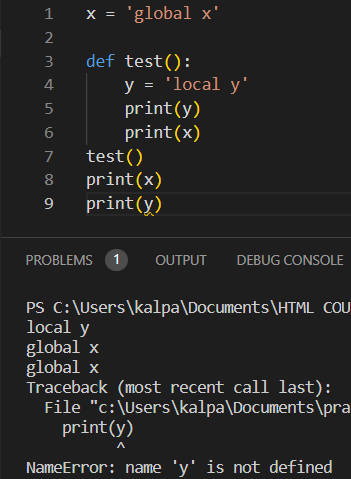 1 x = 'global x'
2
3 def test():
4     y = 'local y'
5     print(y)
6     print(x)
7 test()
8 print(x)
9 print(y)
PROBLEMS 1 OUTPUT DEBUG CONSOLE
PS C:\Users\kalpa\Documents\HTML COU
local y
global x
global x
Traceback (most recent call last):
  File "c:\Users\kalpa\Documents\pra
    print(y)
          ^
NameError: name 'y' is not defined